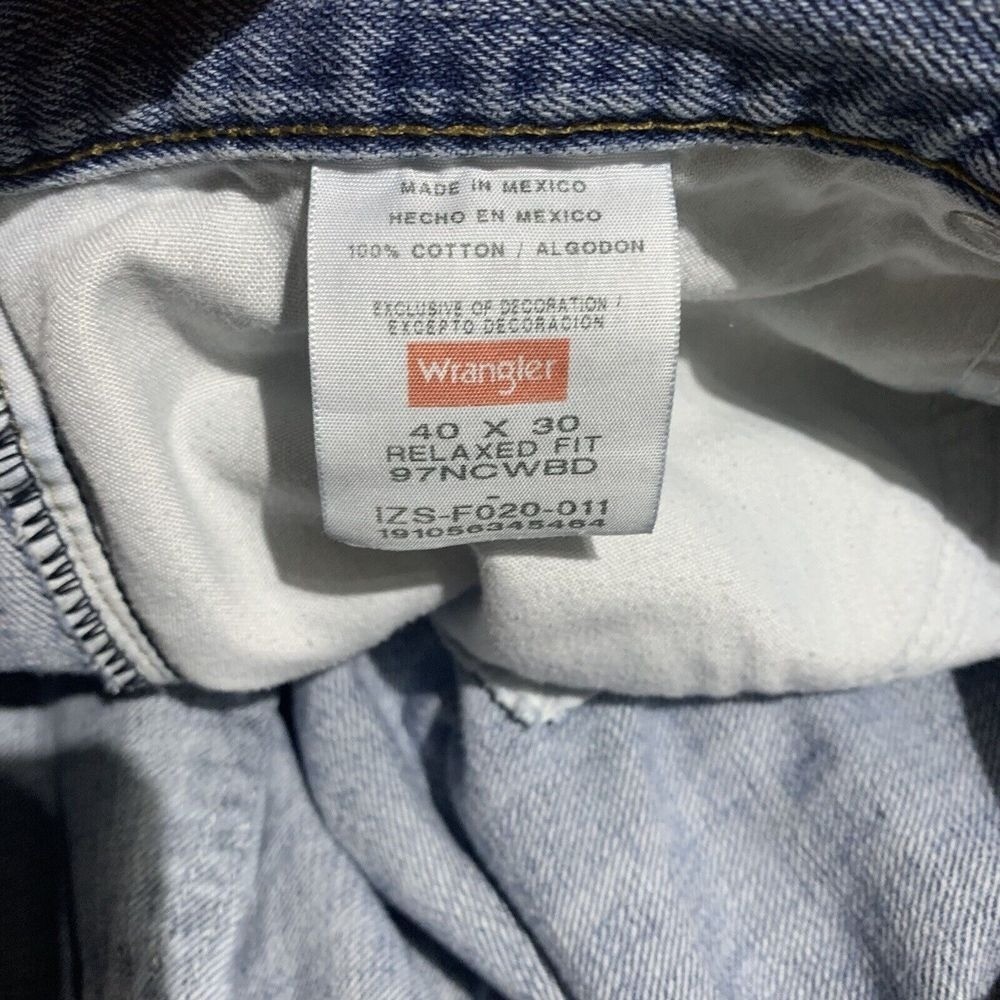 MADE IN MEXICO
HECHO EN MEXICO
100% COTTON / ALGODON
EXCLUSIVE OF DECORATION /
EXCEPTO DECORACION
Wrangler
40 X 30
RELAXED FIT
97NCWBD
-
IZS-F020-011
191056345464